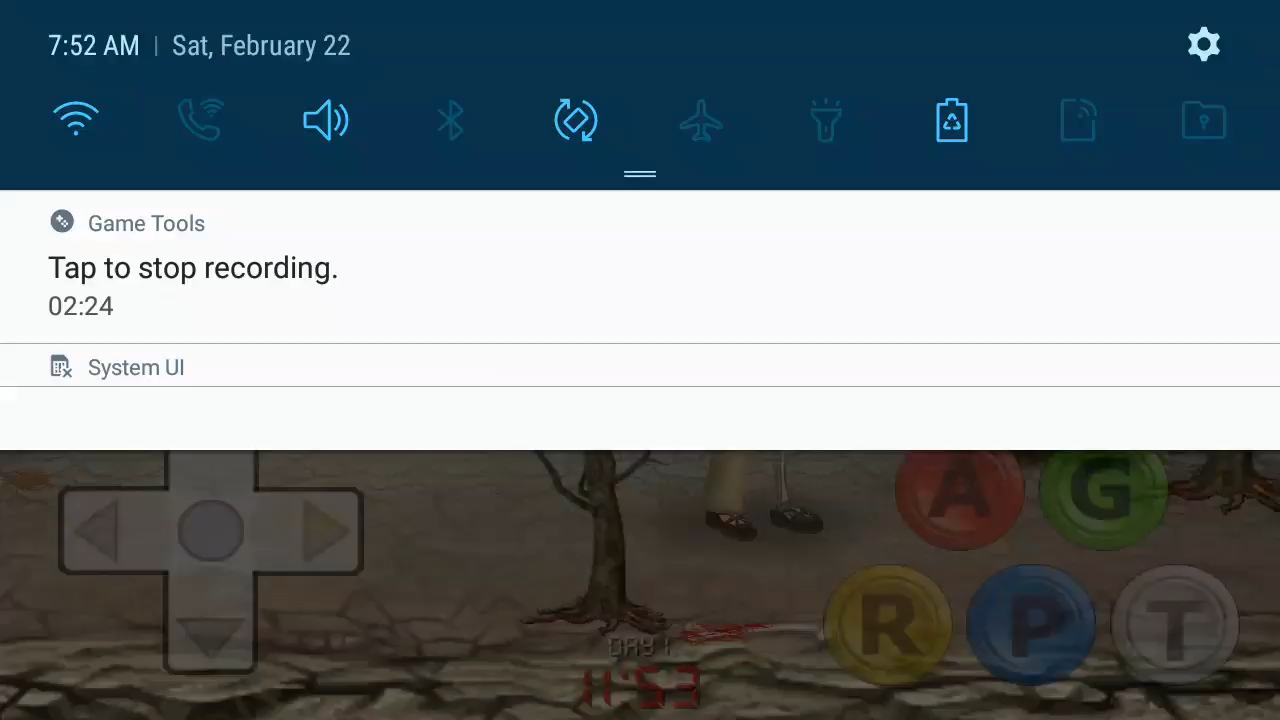 7:52 AM | Sat, February 22
Game Tools
Tap to stop recording.
02:24
System UI
A G
R P T
DAY 1
11:53